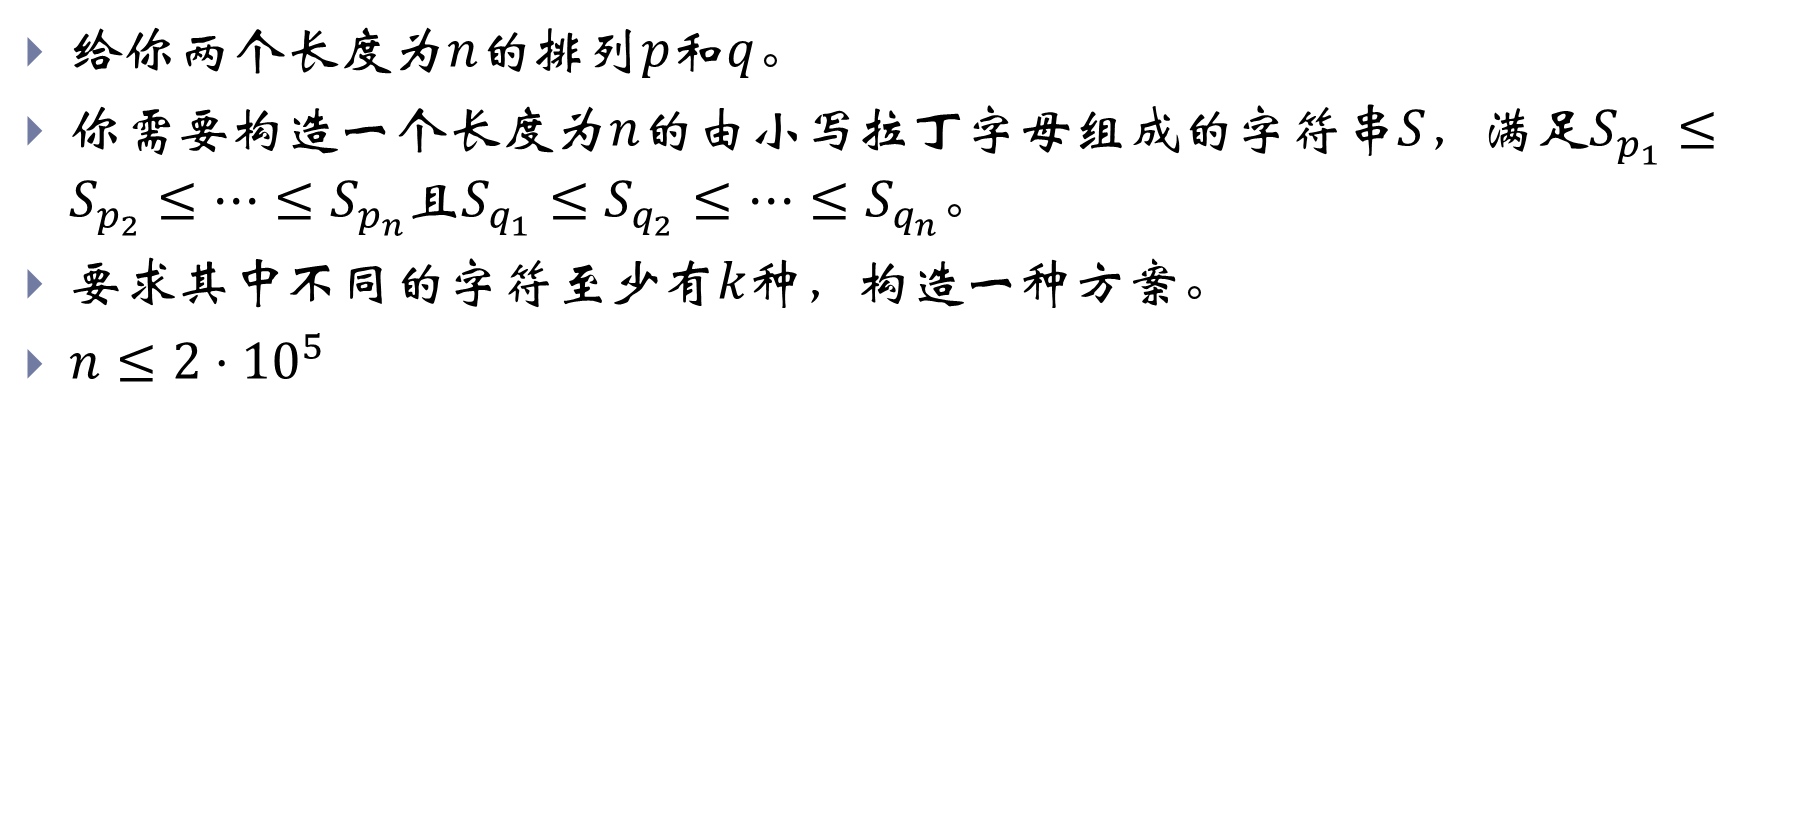 给你两个长度为n的排列p和q。
你需要构造一个长度为n的由小写拉丁字母组成的字符串S，满足S_{p_1} ≤
S_{p_2} ≤ ⋯ ≤ S_{p_n}且S_{q_1} ≤ S_{q_2} ≤ ⋯ ≤ S_{q_n}。
要求其中不同的字符至少有k种，构造一种方案。
n ≤ 2 · 10^5